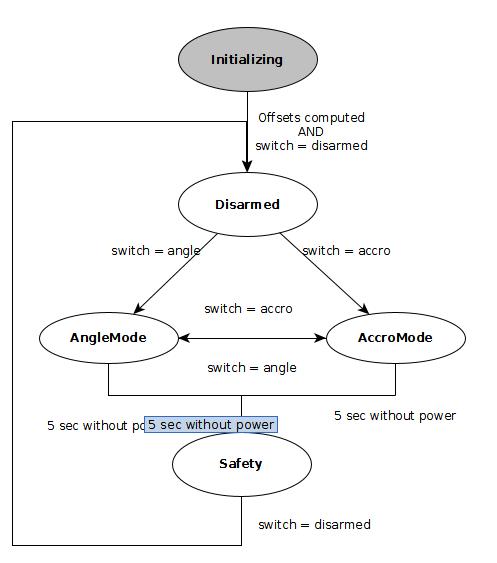 Initializing
Offsets computed
AND
switch = disarmed
Disarmed
switch = angle
switch = accro
switch = accro
AngleMode
AccroMode
switch = angle
5 sec without power
5 sec without po
5 sec without power
Safety
switch = disarmed